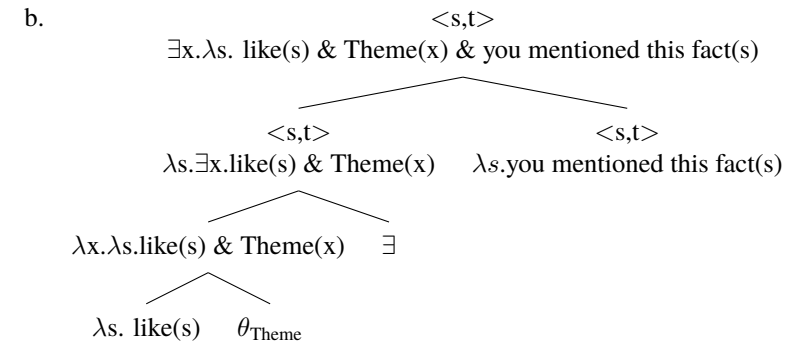 b.
<s,t>
∃x.λs. like(s) & Theme(x) & you mentioned this fact(s)
<s,t> <s,t>
λs.∃x.like(s) & Theme(x) λs.you mentioned this fact(s)
λx.λs.like(s) & Theme(x) ∃
λs. like(s) θTheme